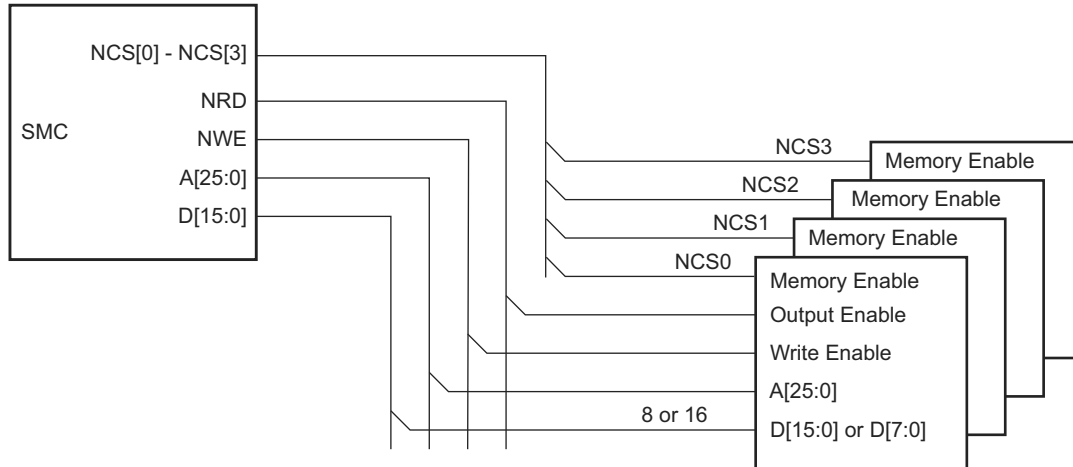 NCS[0] - NCS[3]
NRD
SMC
NWE
A[25:0]
D[15:0]
NCS3
Memory Enable
NCS2
Memory Enable
NCS1
Memory Enable
NCS0
Memory Enable
Output Enable
Write Enable
A[25:0]
8 or 16
D[15:0] or D[7:0]